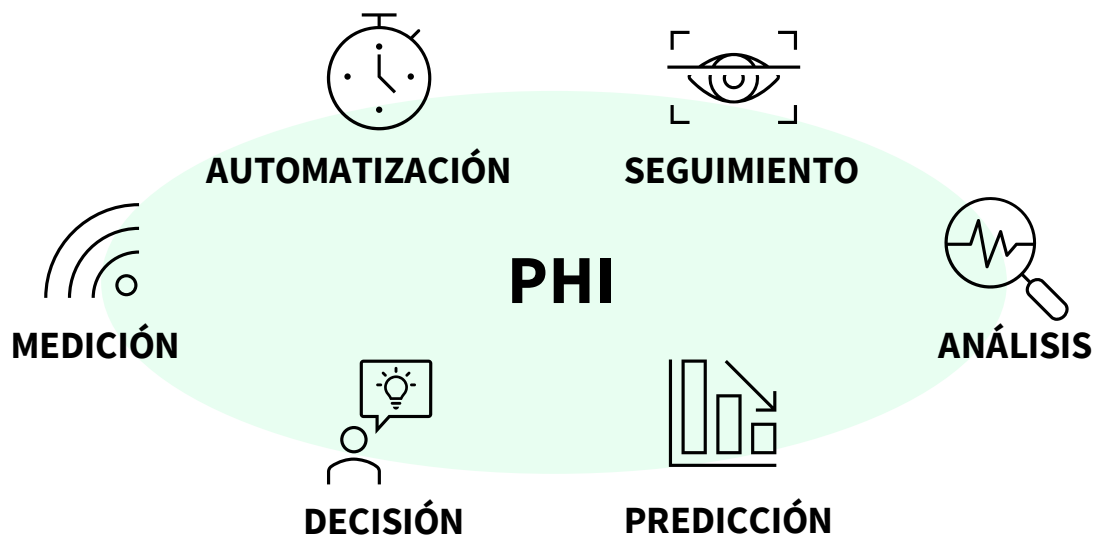 AUTOMATIZACIÓN
SEGUIMIENTO
PHI
MEDICIÓN
ANÁLISIS
DECISIÓN
PREDICCIÓN